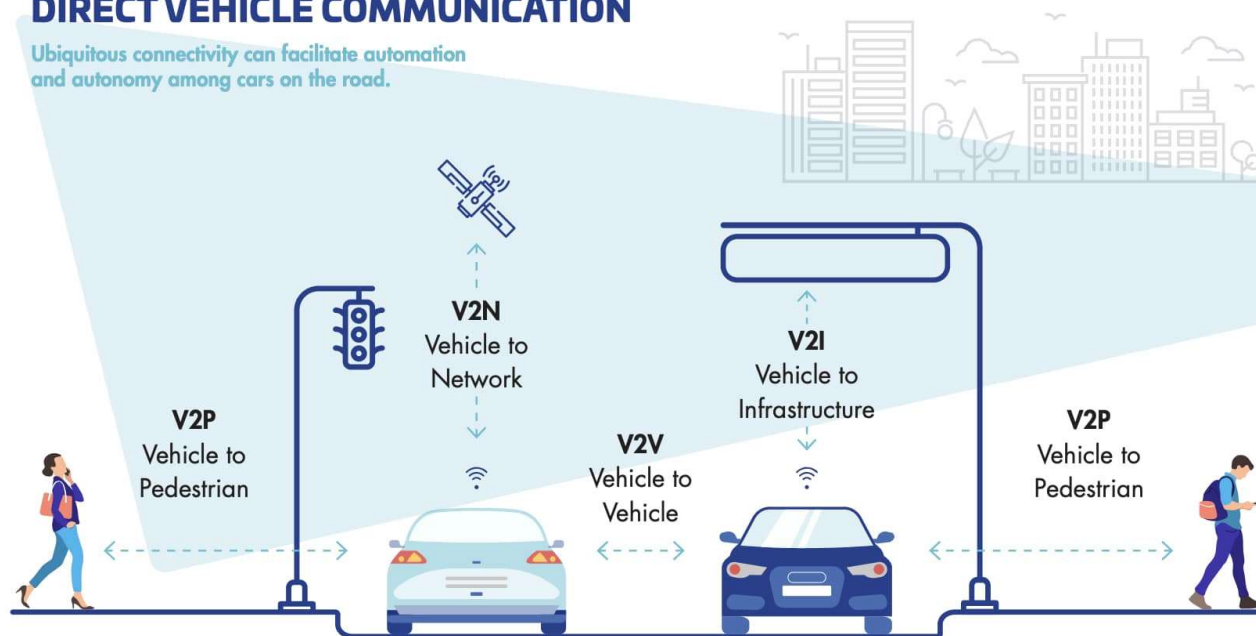 DIRECT VEHICLE COMMUNICATION
Ubiquitous connectivity can facilitate automation
and autonomy among cars on the road.
V2N
Vehicle to
Network
V2I
Vehicle to
Infrastructure
V2P
Vehicle to
Pedestrian
V2V
Vehicle to
Vehicle
V2P
Vehicle to
Pedestrian